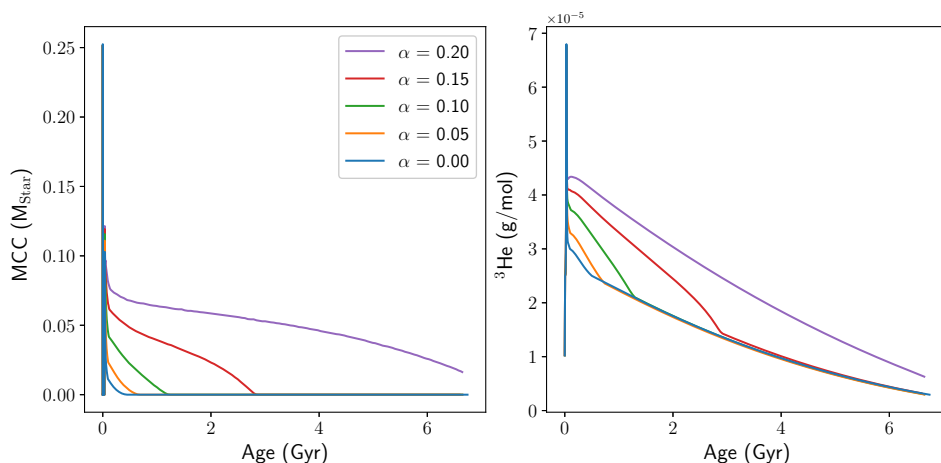 0.25
0.20
0.15
0.10
0.05
0.00
MCC (M_Star)
0
2
4
6
Age (Gyr)
α = 0.20
α = 0.15
α = 0.10
α = 0.05
α = 0.00
×10⁻⁵
7
6
5
4
3
2
1
0
³He (g/mol)
0
2
4
6
Age (Gyr)